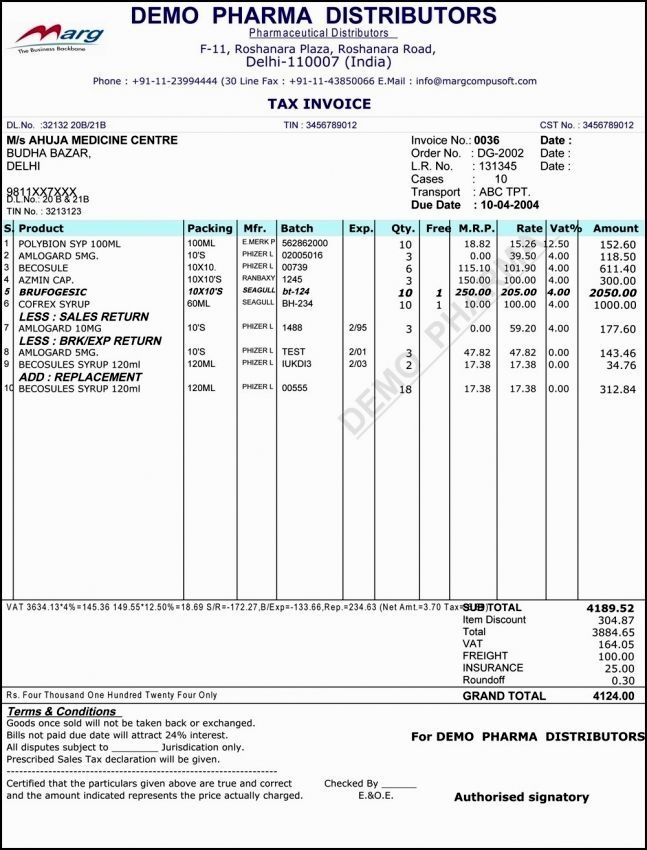 DEMO PHARMA DISTRIBUTORS
Marg
The Business Backbone
Pharmaceutical Distributors
F-11, Roshanara Plaza, Roshanara Road,
Delhi-110007 (India)
Phone : +91-11-23994444 (30 Line Fax : +91-11-43850066 E.Mail : info@margcompusoft.com
TAX INVOICE
DL.No. :32132 20B/21B TIN : 3456789012 CST No. : 3456789012
M/s AHUJA MEDICINE CENTRE Invoice No.: 0036 Date :
BUDHA BAZAR, Order No. : DG-2002 Date :
DELHI L.R. No. : 131345 Date :
Cases : 10
9811XX7XXX Transport : ABC TPT.
D.L.No.: 20 B & 21B Due Date : 10-04-2004
TIN No. : 3213123
S. Product Packing Mfr. Batch Exp. Qty. Free M.R.P. Rate Vat% Amount
1 POLYBION SYP 100ML 100ML E.MERK P 562862000 10 18.82 15.26 12.50 152.60
2 AMLOGARD 5MG. 10'S PHIZER L 02005016 3 0.00 39.50 4.00 118.50
3 BECOSULE 10X10. PHIZER L 00739 6 115.10 101.90 4.00 611.40
4 AZMIN CAP. 10'S RANBAXY 1245 3 150.00 100.00 4.00 300.00
5 BRUFOGESIC 10X10'S SEAGULL bt-124 10 1 250.00 205.00 4.00 2050.00
6 COFREX SYRUP 60ML SEAGULL BH-234 10 1 10.00 100.00 4.00 1000.00
LESS : SALES RETURN
7 AMLOGARD 10MG 10'S PHIZER L 1488 2/95 3 0.00 59.20 4.00 177.60
LESS : BRK/EXP RETURN
8 AMLOGARD 5MG. 10'S PHIZER L TEST 2/01 3 47.82 47.82 0.00 143.46
9 BECOSULES SYRUP 120ml 120ML PHIZER L IUKDI3 2/03 2 17.38 17.38 0.00 34.76
ADD : REPLACEMENT
10 BECOSULES SYRUP 120ml 120ML PHIZER L 00555 18 17.38 17.38 0.00 312.84
DEMO PHARMA
VAT 3634.13*4%=145.36 149.55*12.50%=18.69 S/R=-172.27,B/Exp=-133.66,Rep.=234.63 (Net Amt.=3.70 Tax= SUB TOTAL 4189.52
Item Discount 304.87
Total 3884.65
VAT 164.05
FREIGHT 100.00
INSURANCE 25.00
Roundoff 0.30
Rs. Four Thousand One Hundred Twenty Four Only GRAND TOTAL 4124.00
Terms & Conditions
Goods once sold will not be taken back or exchanged.
Bills not paid due date will attract 24% interest.
All disputes subject to ________ Jurisdication only.
Prescribed Sales Tax declaration will be given.
For DEMO PHARMA DISTRIBUTORS
Certified that the particulars given above are true and correct Checked By ______
and the amount indicated represents the price actually charged. E.&O.E.
Authorised signatory